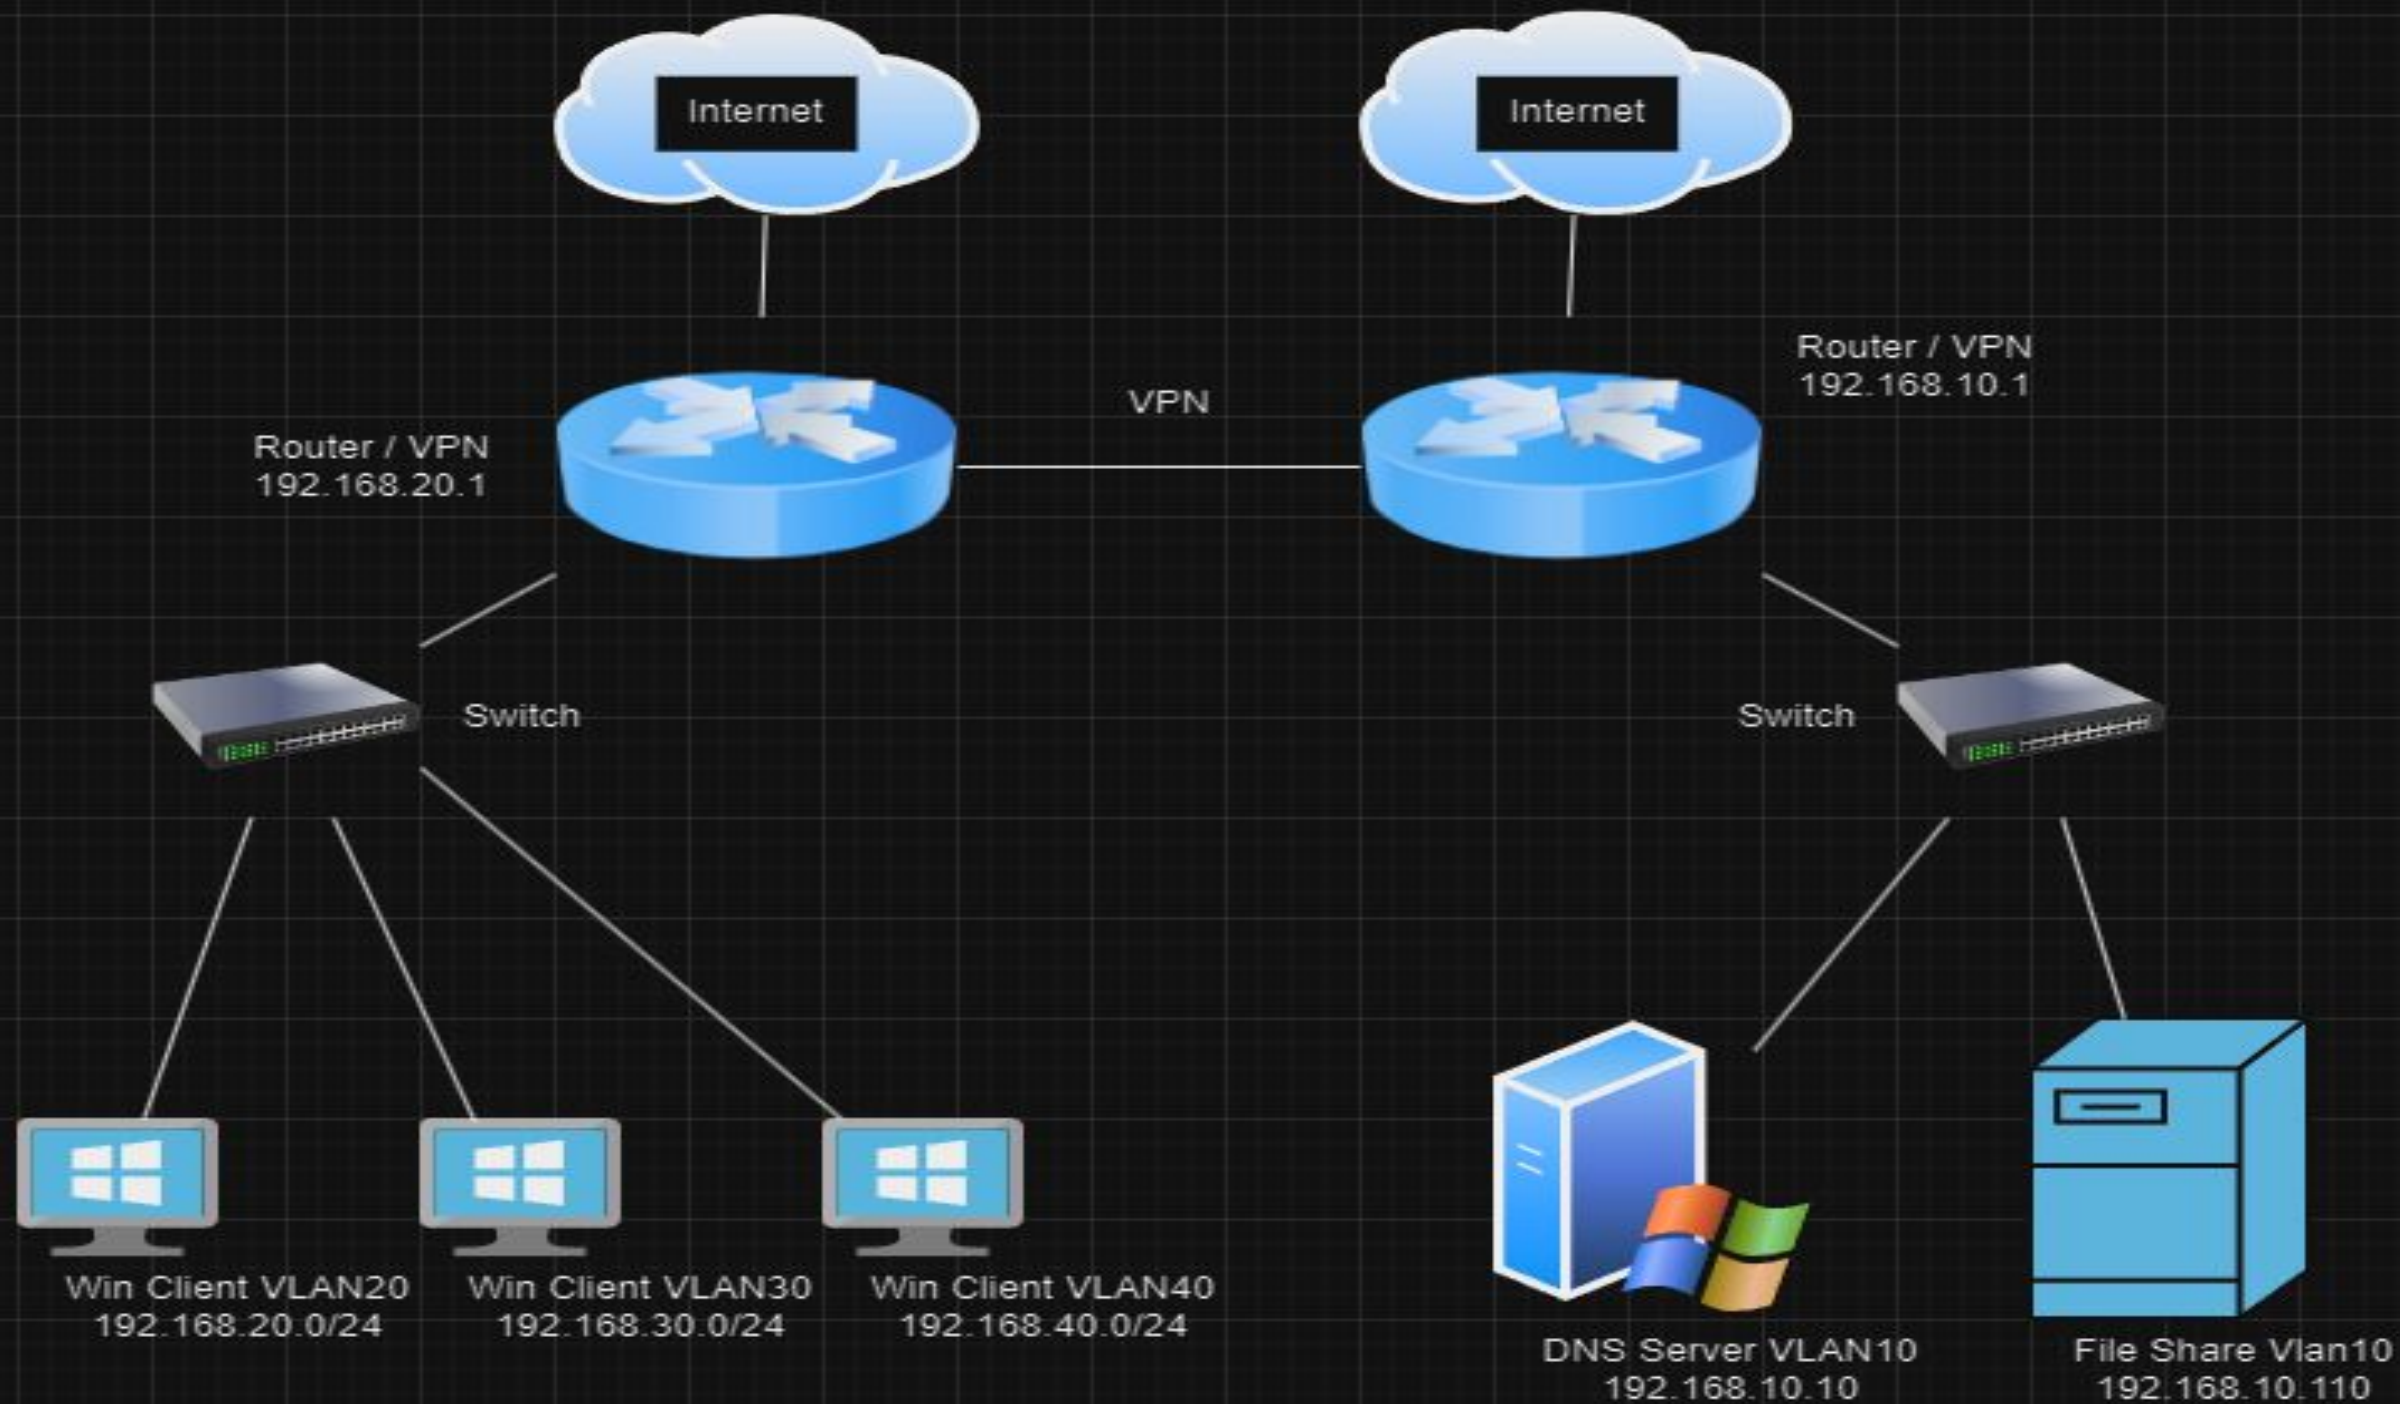 Internet
Internet
Router / VPN
192.168.10.1
VPN
Router / VPN
192.168.20.1
Switch
Switch
Win Client VLAN20
192.168.20.0/24
Win Client VLAN30
192.168.30.0/24
Win Client VLAN40
192.168.40.0/24
DNS Server VLAN10
192.168.10.10
File Share Vlan10
192.168.10.110